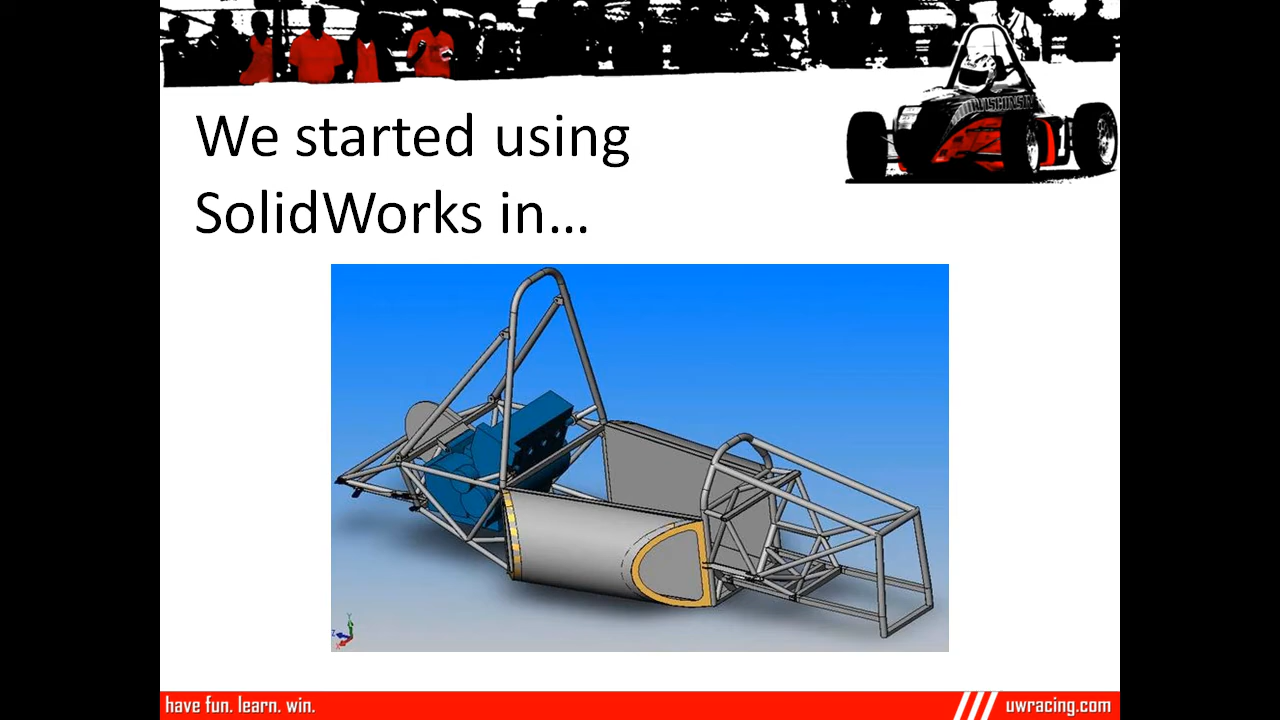 We started using
SolidWorks in...
have fun. learn. win.
uwracing.com